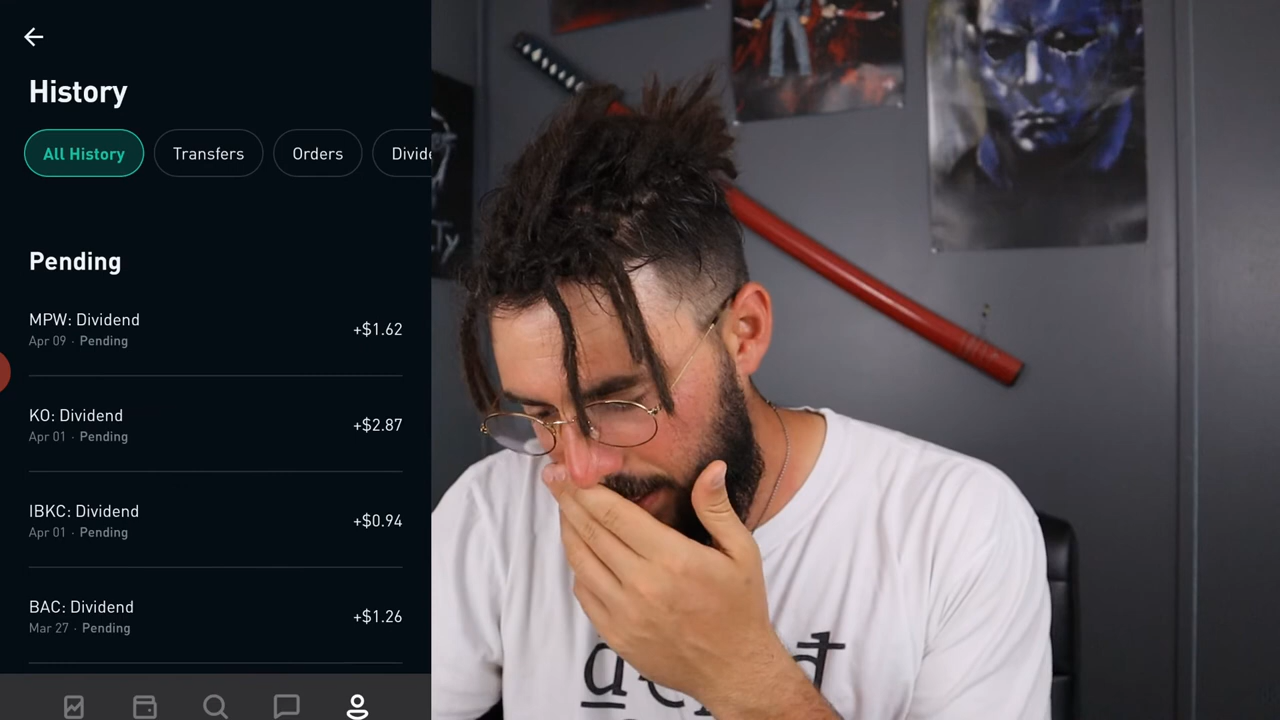 History
All History
Transfers
Orders
Divide
Pending
MPW: Dividend
+$1.62
Apr 09 · Pending
KO: Dividend
+$2.87
Apr 01 · Pending
IBKC: Dividend
+$0.94
Apr 01 · Pending
BAC: Dividend
+$1.26
Mar 27 · Pending